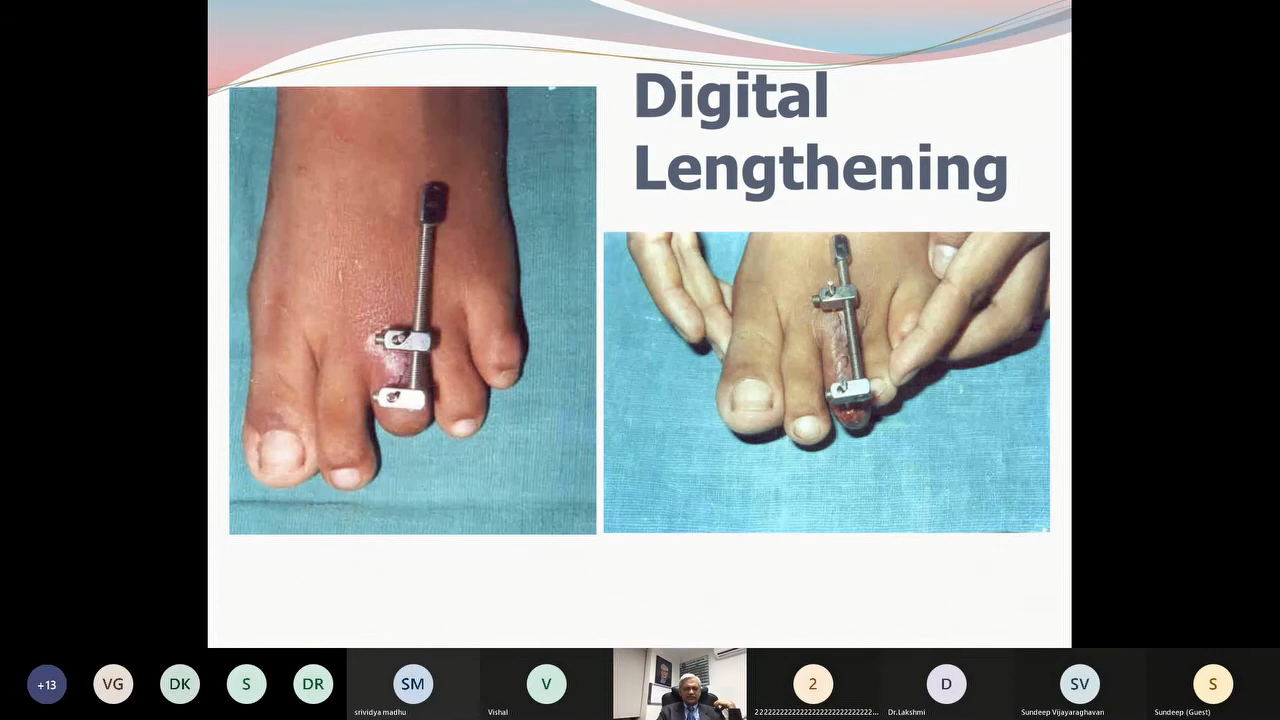 Digital
Lengthening
+13
VG
DK
S
DR
SM
V
2
D
SV
S
srividya madhu
Vishal
Dr.Lakshmi
Sundeep Vijayaraghavan
Sundeep (Guest)